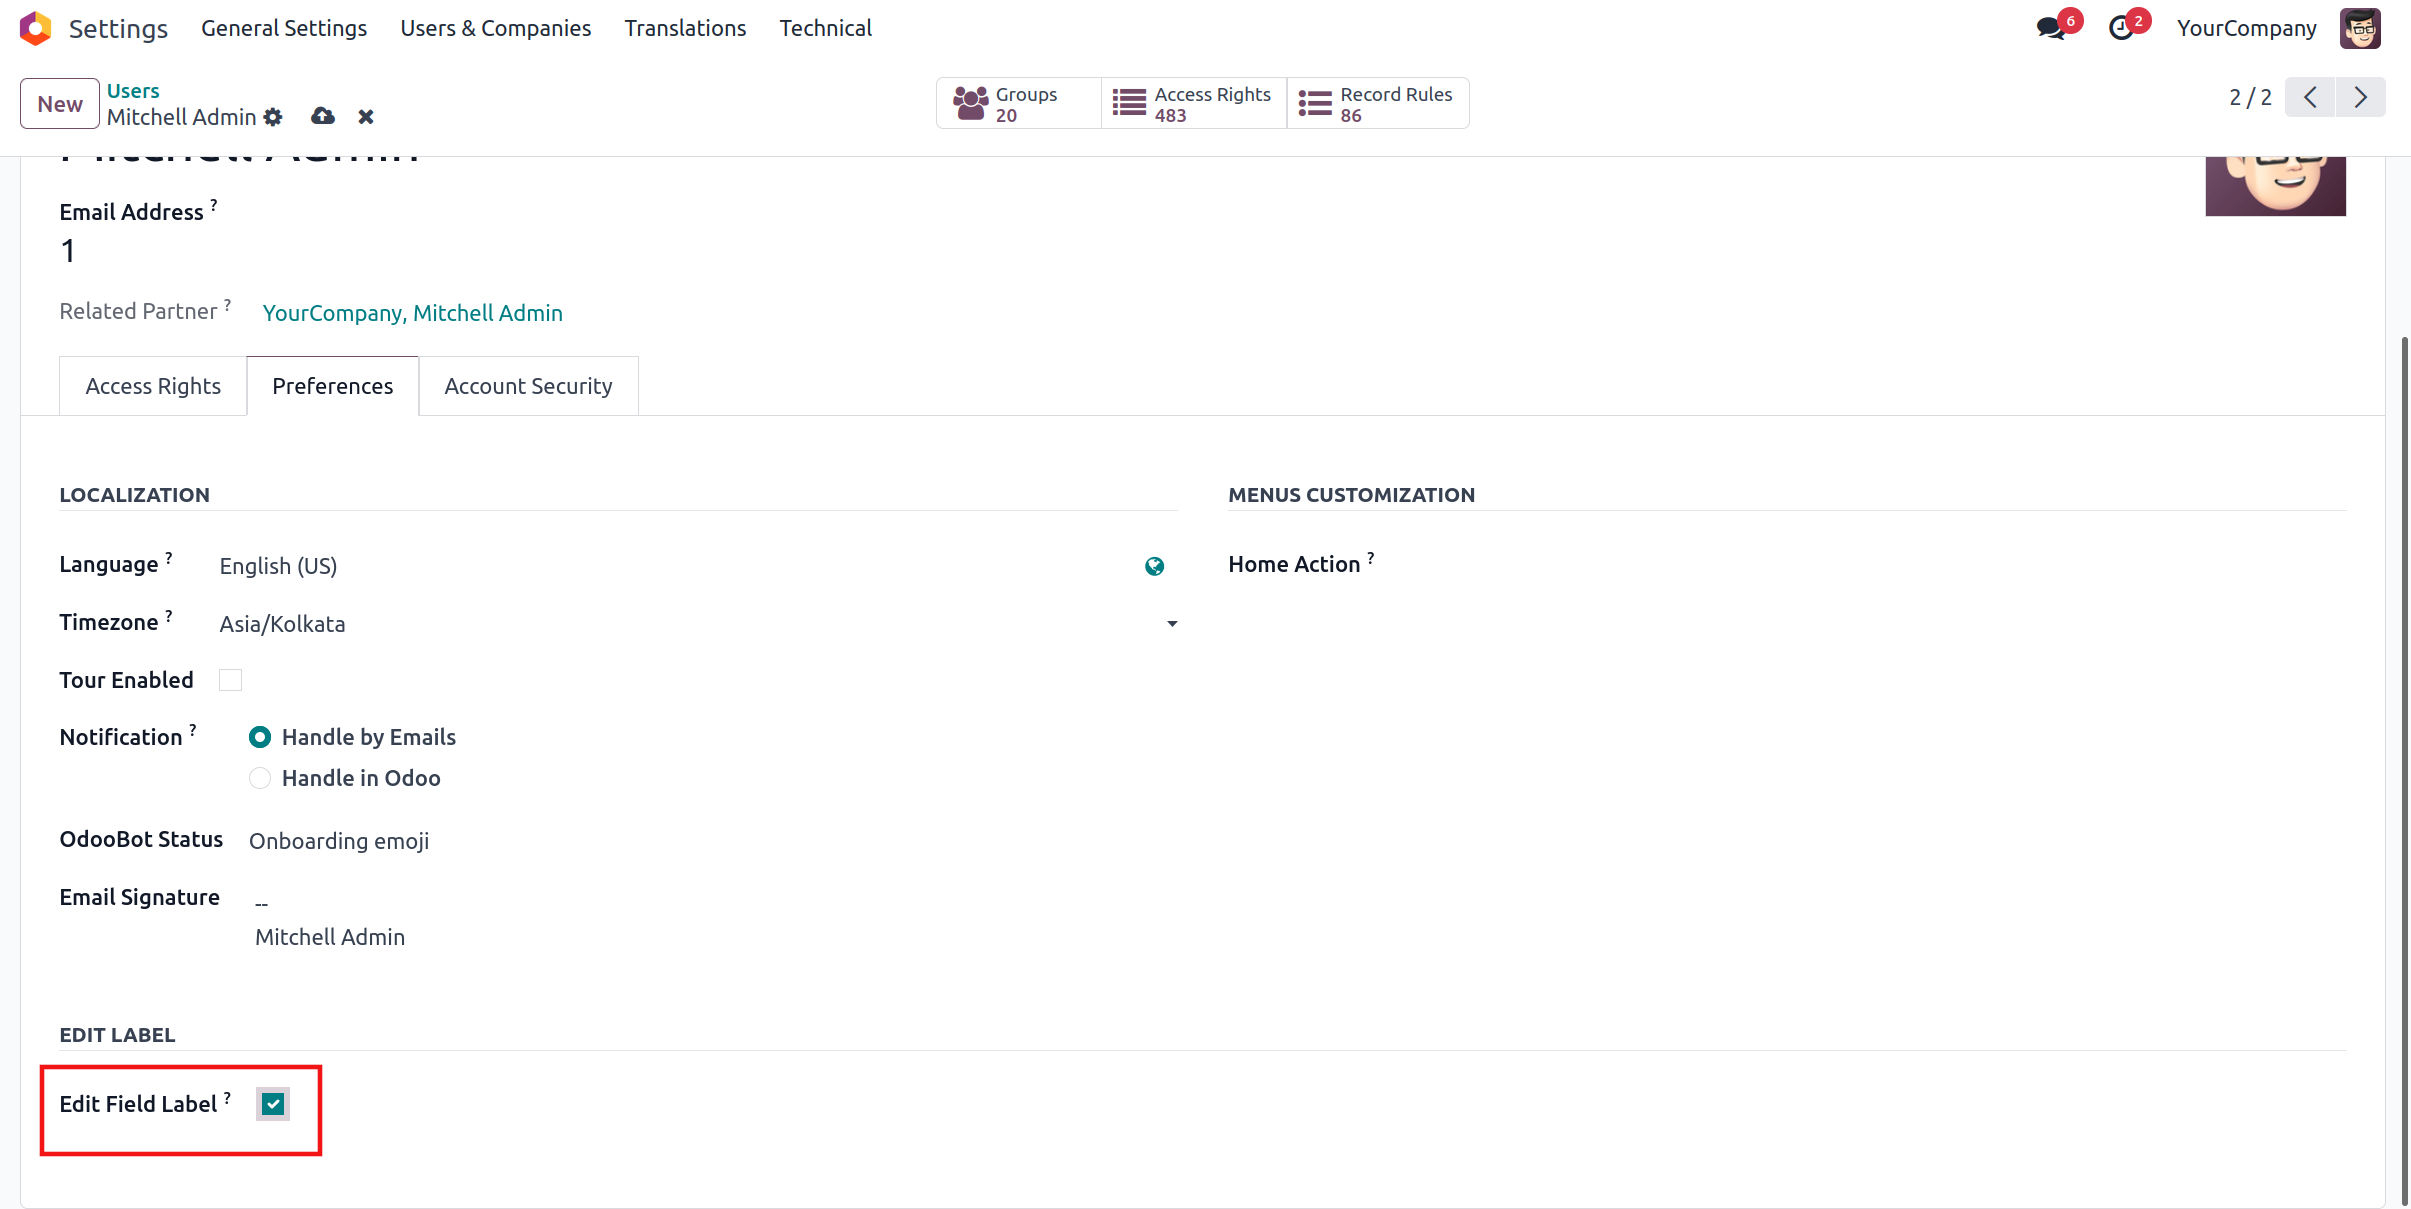 Settings General Settings Users & Companies Translations Technical 6 2 YourCompany
New Users Groups 20 Access Rights 483 Record Rules 86 2 / 2
Mitchell Admin
Mitchell Admin
Email Address ?
1
Related Partner ? YourCompany, Mitchell Admin
Access Rights Preferences Account Security
LOCALIZATION MENUS CUSTOMIZATION
Language ? English (US) Home Action ?
Timezone ? Asia/Kolkata
Tour Enabled
Notification ? Handle by Emails
Handle in Odoo
OdooBot Status Onboarding emoji
Email Signature --
Mitchell Admin
EDIT LABEL
Edit Field Label ?